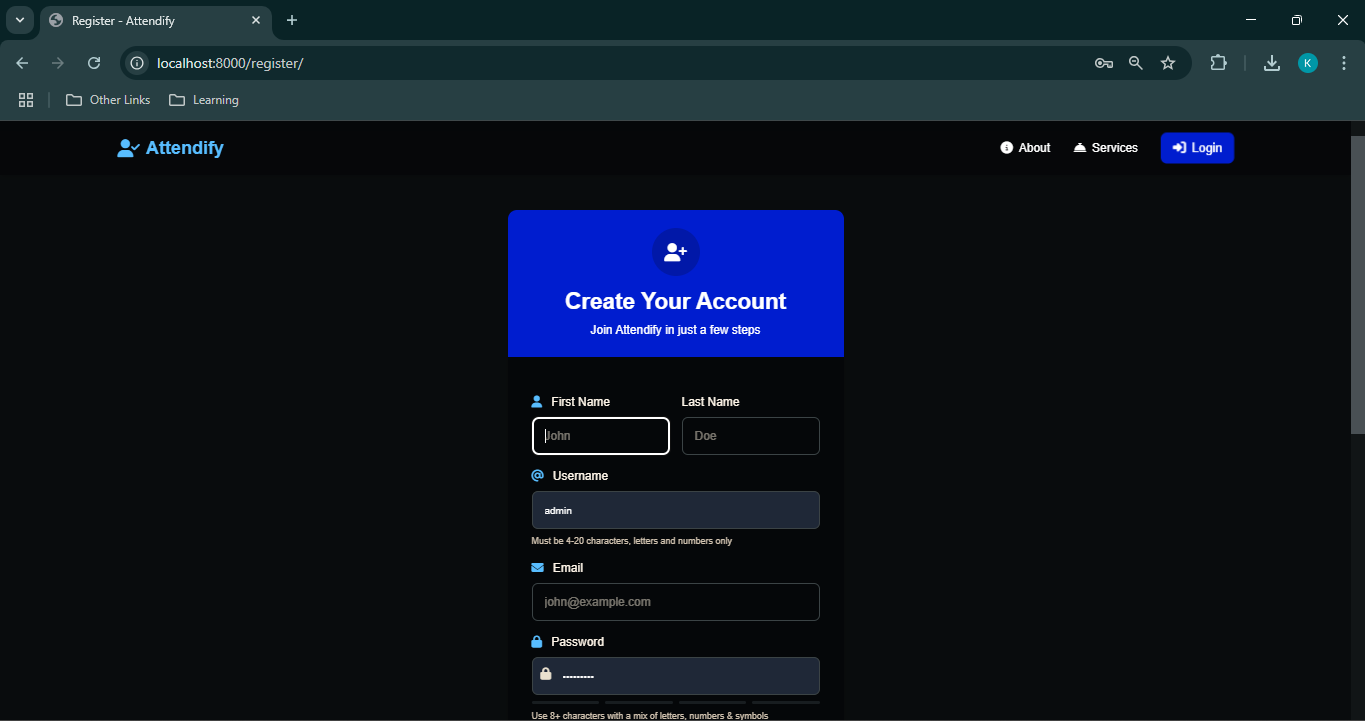 Register - Attendify
localhost:8000/register/
K
Other Links
Learning
Attendify
About
Services
Login
Create Your Account
Join Attendify in just a few steps
First Name
Last Name
John
Doe
Username
admin
Must be 4-20 characters, letters and numbers only
Email
john@example.com
Password
Use 8+ characters with a mix of letters, numbers & symbols